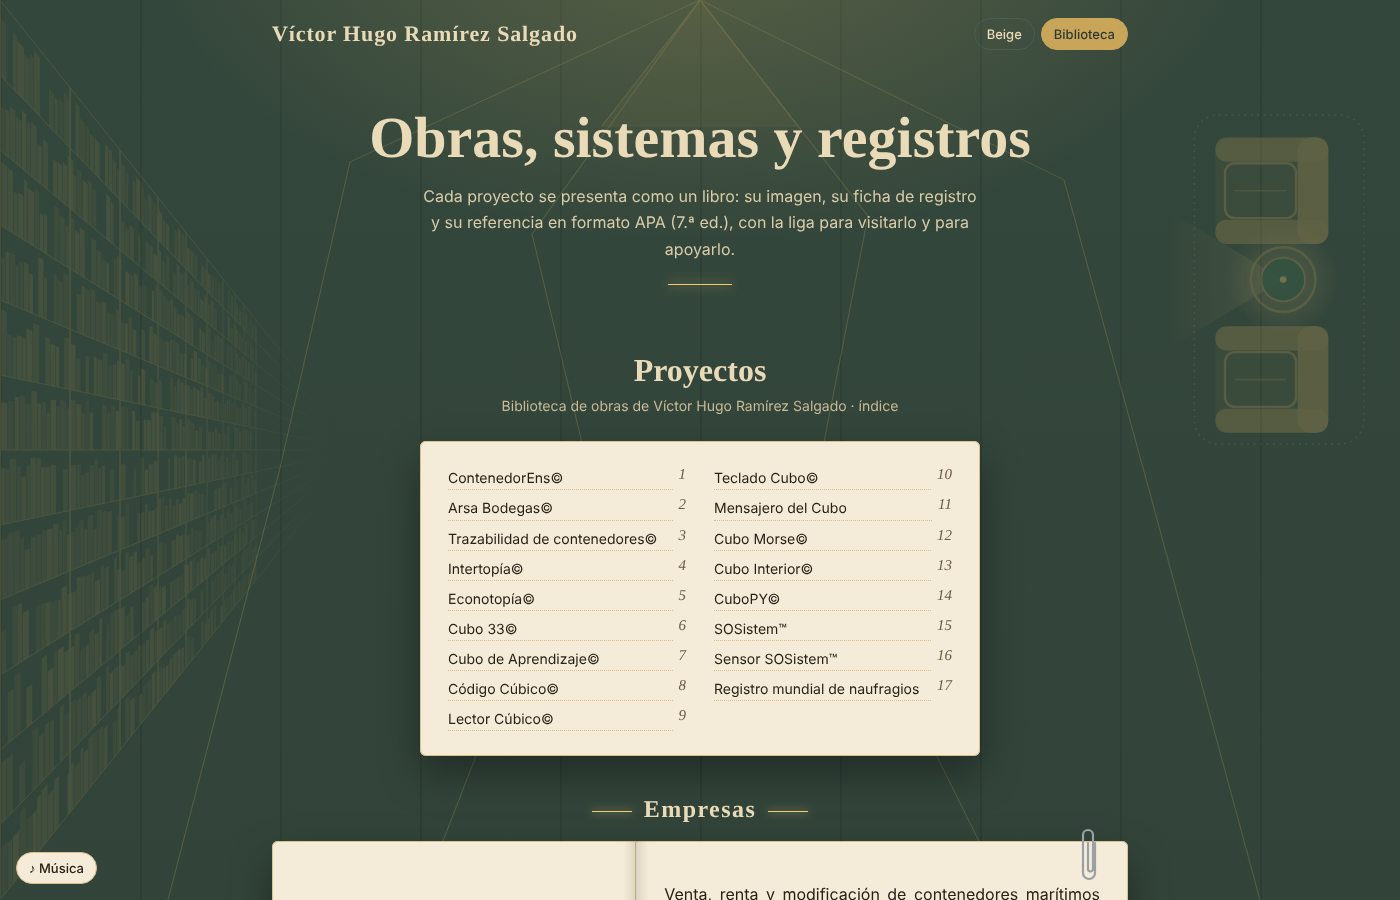 Víctor Hugo Ramírez Salgado
Beige
Biblioteca
Obras, sistemas y registros
Cada proyecto se presenta como un libro: su imagen, su ficha de registro
y su referencia en formato APA (7.ª ed.), con la liga para visitarlo y para
apoyarlo.
Proyectos
Biblioteca de obras de Víctor Hugo Ramírez Salgado · índice
ContenedorEns© 1
Arsa Bodegas© 2
Trazabilidad de contenedores© 3
Intertopía© 4
Econotopía© 5
Cubo 33© 6
Cubo de Aprendizaje© 7
Código Cúbico© 8
Lector Cúbico© 9
Teclado Cubo© 10
Mensajero del Cubo 11
Cubo Morse© 12
Cubo Interior© 13
CuboPY© 14
SOSistem™ 15
Sensor SOSistem™ 16
Registro mundial de naufragios 17
Empresas
♪ Música
Venta, renta y modificación de contenedores marítimos